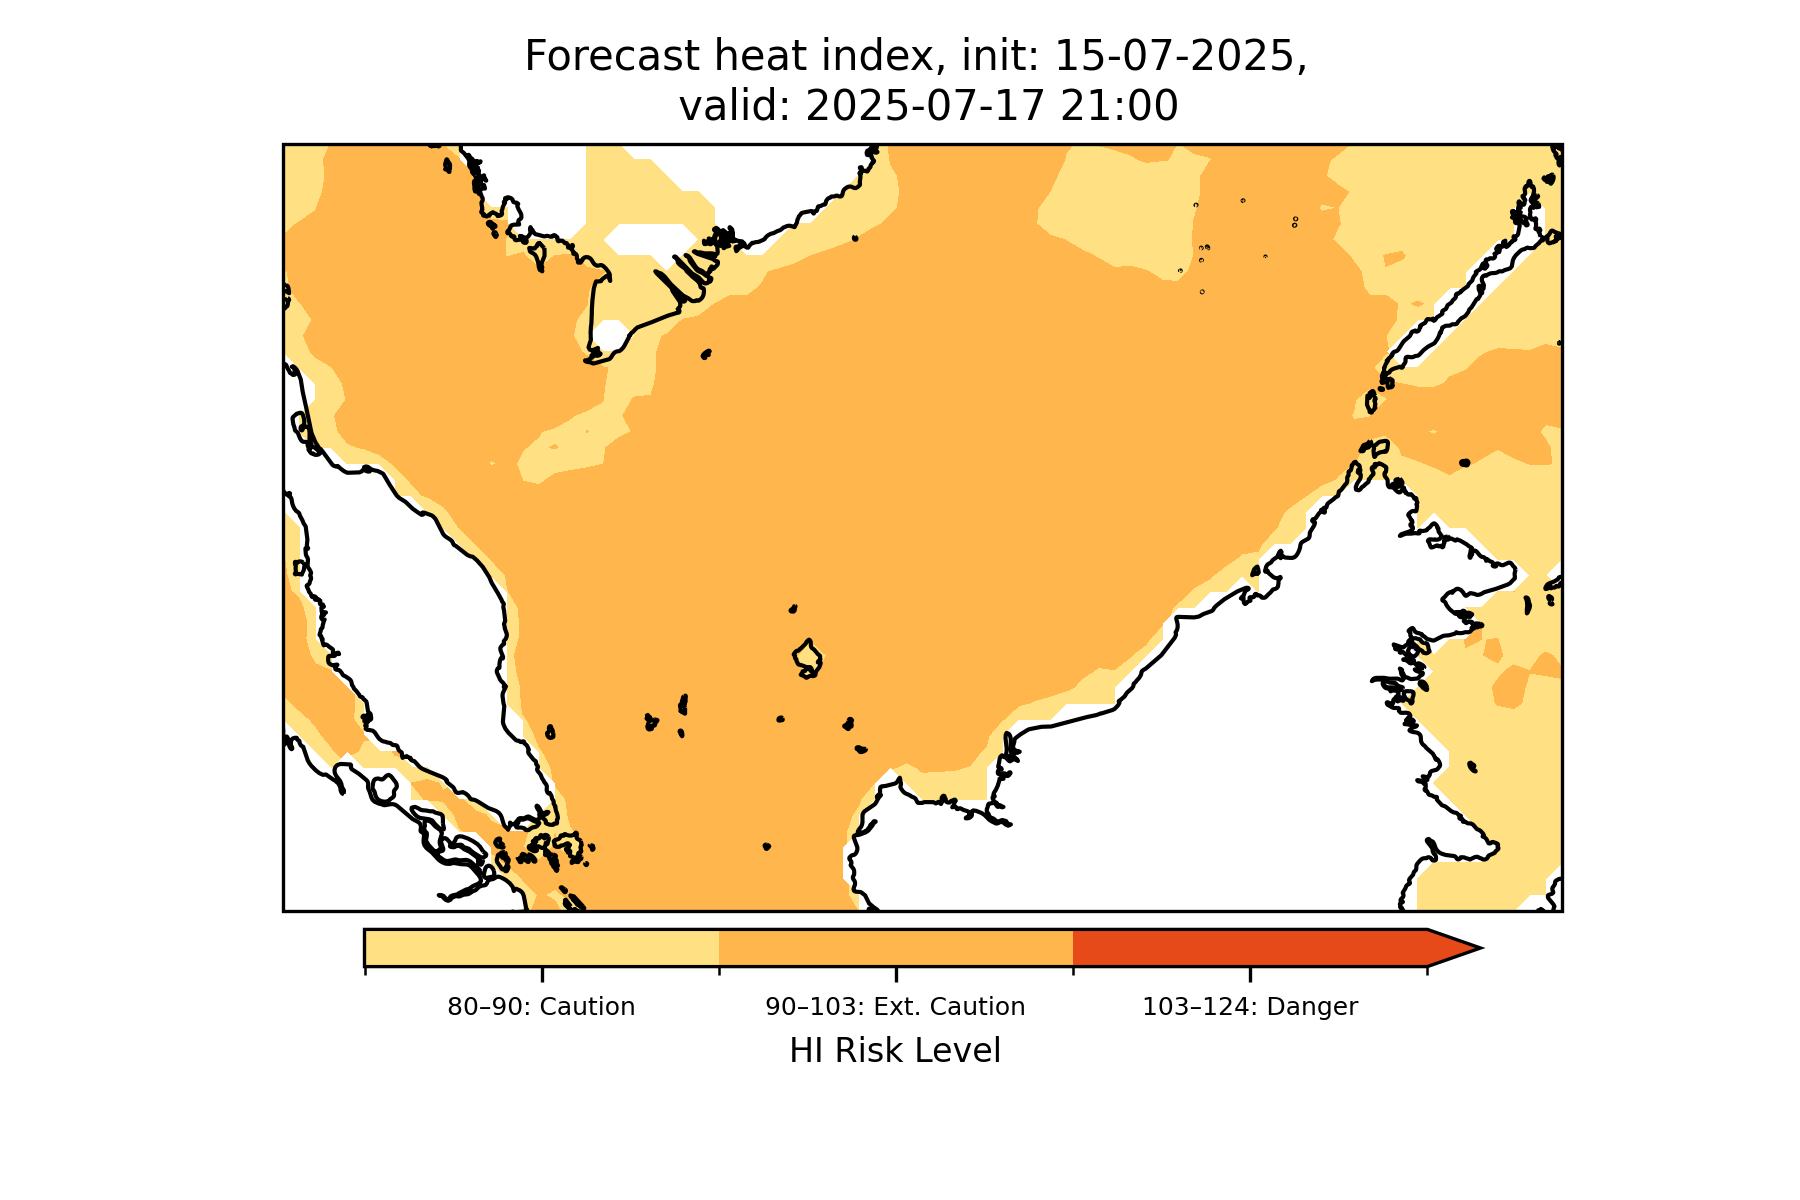 Forecast heat index, init: 15-07-2025,
valid: 2025-07-17 21:00
80–90: Caution
90–103: Ext. Caution
103–124: Danger
HI Risk Level